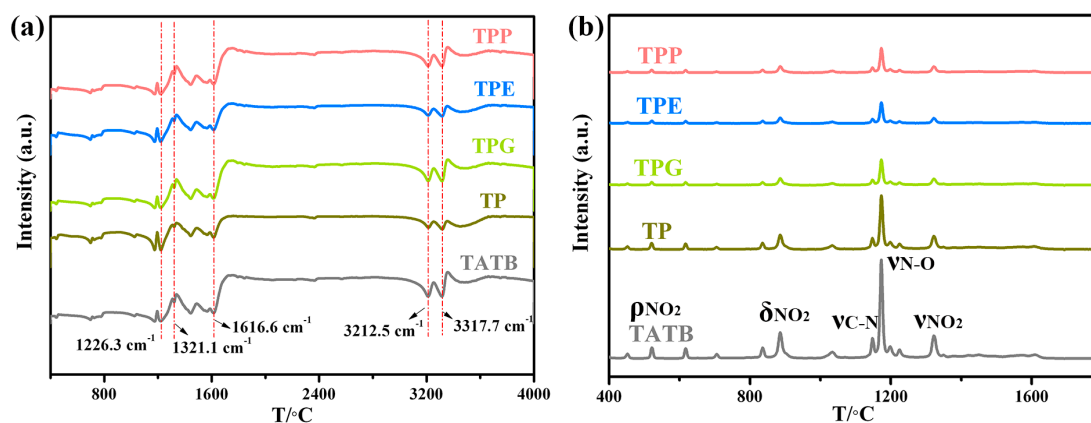 (a)
Intensity (a.u.)
TPP
TPE
TPG
TP
TATB
1226.3 cm⁻¹
1321.1 cm⁻¹
1616.6 cm⁻¹
3212.5 cm⁻¹
3317.7 cm⁻¹
800 1600 2400 3200 4000
T/°C
(b)
Intensity (a.u.)
TPP
TPE
TPG
TP
νN-O
ρNO₂
TATB
δNO₂
νC-N
νNO₂
400 800 1200 1600
T/°C